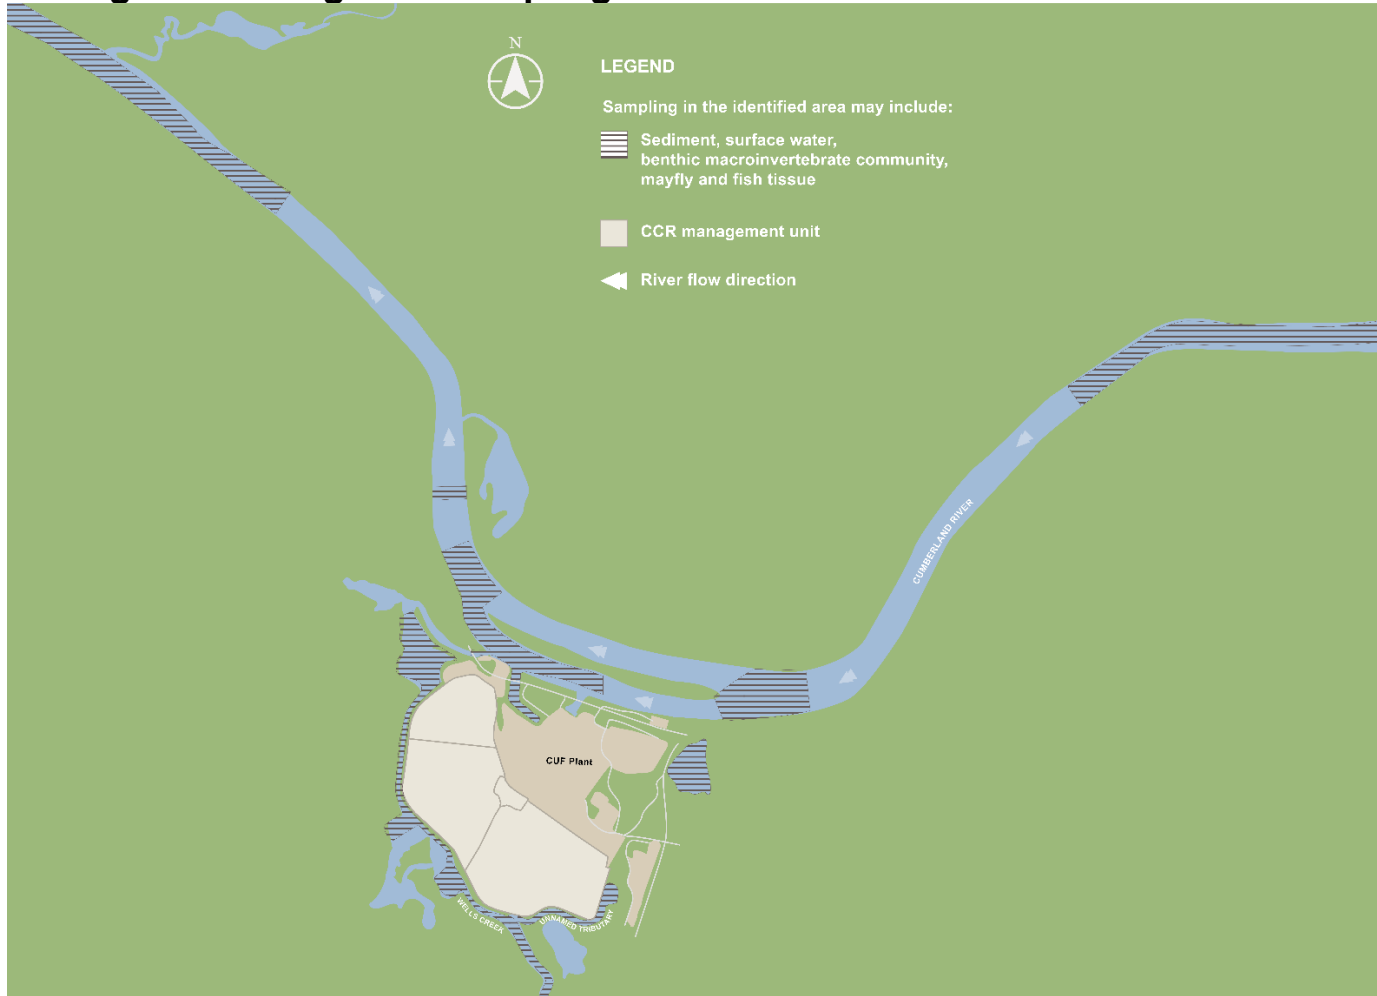 N
LEGEND
Sampling in the identified area may include:
Sediment, surface water,
benthic macroinvertebrate community,
mayfly and fish tissue
CCR management unit
River flow direction
CUMBERLAND RIVER
CUF Plant
WELLS CREEK
UNNAMED TRIBUTARY